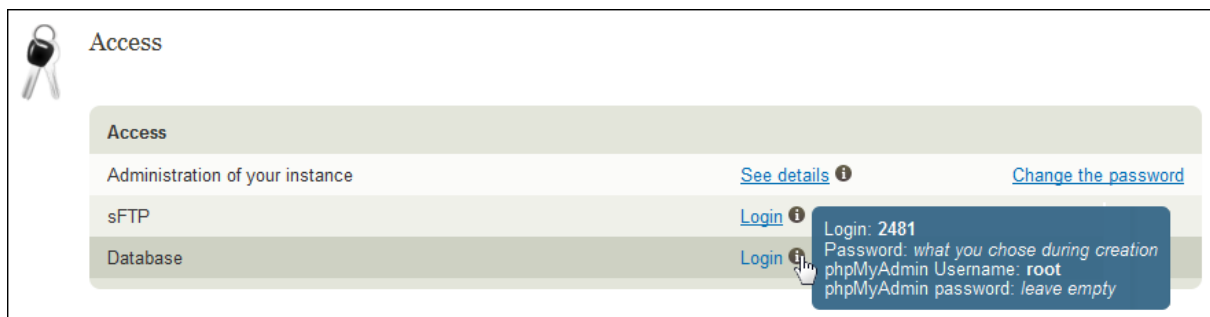 Access
Access
Administration of your instance See details Change the password
sFTP Login
Database Login
Login: 2481
Password: what you chose during creation
phpMyAdmin Username: root
phpMyAdmin password: leave empty